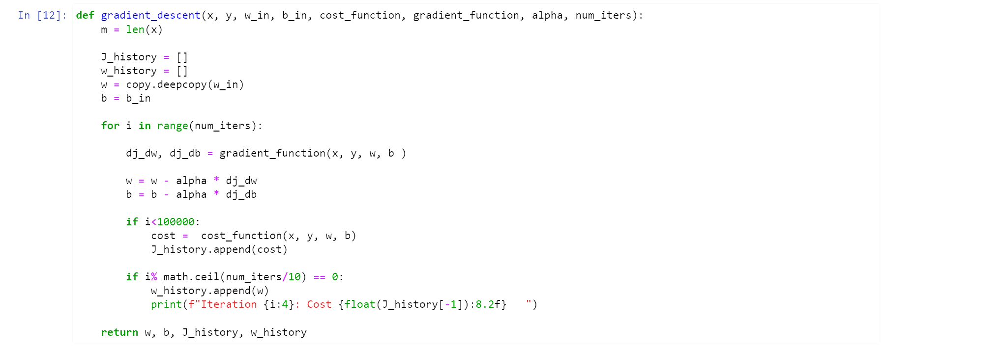 In [12]: def gradient_descent(x, y, w_in, b_in, cost_function, gradient_function, alpha, num_iters):
    m = len(x)

    J_history = []
    w_history = []
    w = copy.deepcopy(w_in)
    b = b_in

    for i in range(num_iters):

        dj_dw, dj_db = gradient_function(x, y, w, b )

        w = w - alpha * dj_dw
        b = b - alpha * dj_db

        if i<100000:
            cost =  cost_function(x, y, w, b)
            J_history.append(cost)

        if i% math.ceil(num_iters/10) == 0:
            w_history.append(w)
            print(f"Iteration {i:4}: Cost {float(J_history[-1]):8.2f}   ")

    return w, b, J_history, w_history